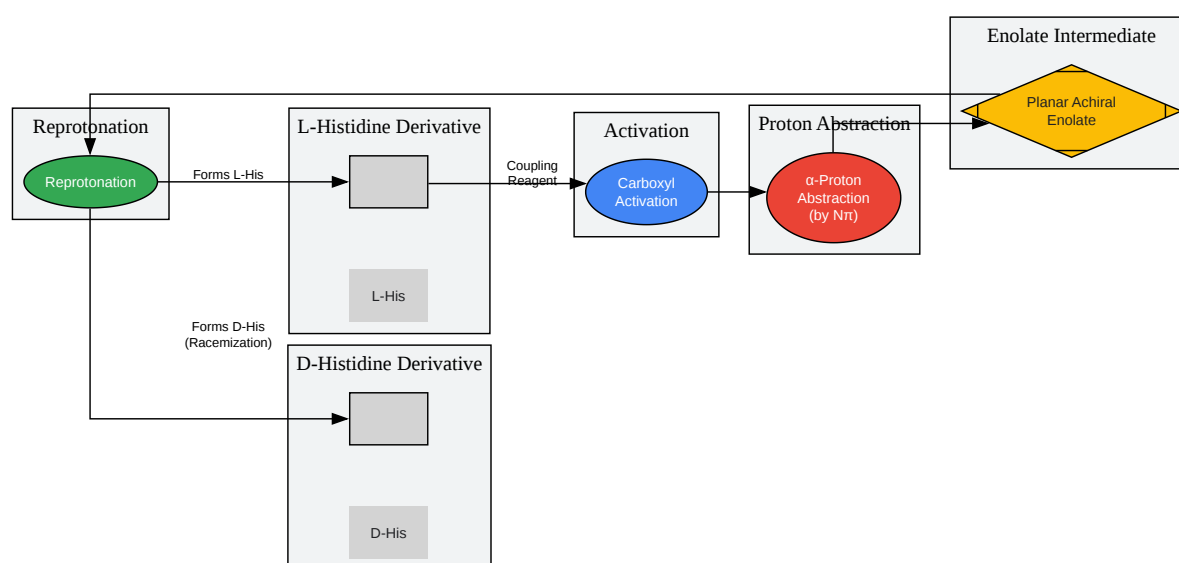 Enolate Intermediate
Planar Achiral
Enolate
Reprotonation
Reprotonation
Forms L-His
L-Histidine Derivative
L-His
Coupling
Reagent
Activation
Carboxyl
Activation
Proton Abstraction
α-Proton
Abstraction
(by Nπ)
Forms D-His
(Racemization)
D-Histidine Derivative
D-His